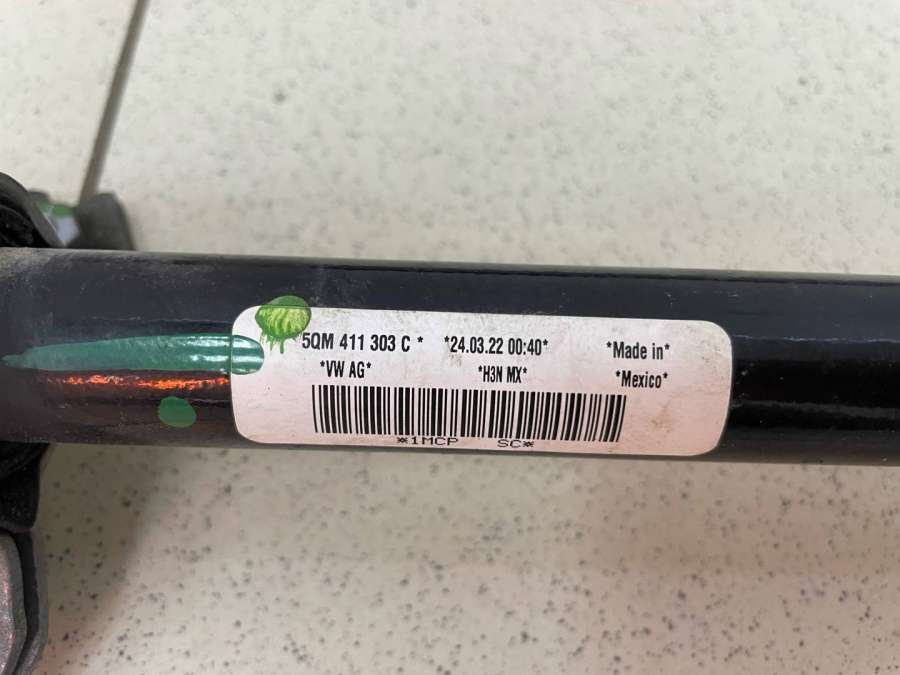 5QM 411 303 C * *24.03.22 00:40* *Made in*
*VW AG* *H3N MX* *Mexico*
*1MCP SC*